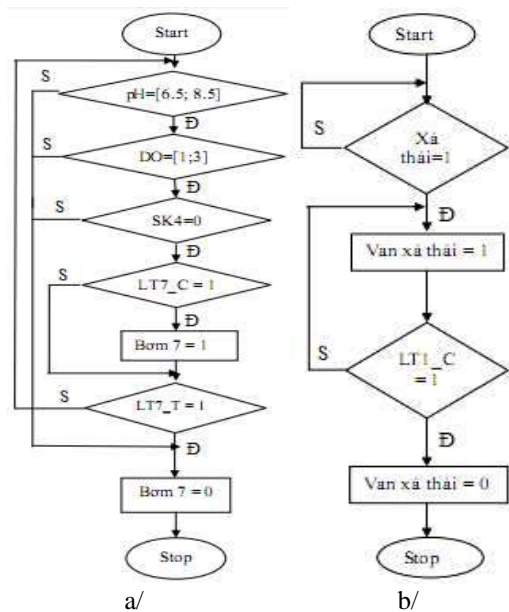 Start
S
pH=[6.5; 8.5]
Đ
S
DO=[1;3]
Đ
S
SK4=0
Đ
S
LT7_C = 1
Đ
Bơm 7 = 1
S
LT7_T = 1
Đ
Bơm 7 = 0
Stop
a/
Start
S
Xả
thải=1
Đ
Van xả thải = 1
S
LT1_C
= 1
Đ
Van xả thải = 0
Stop
b/